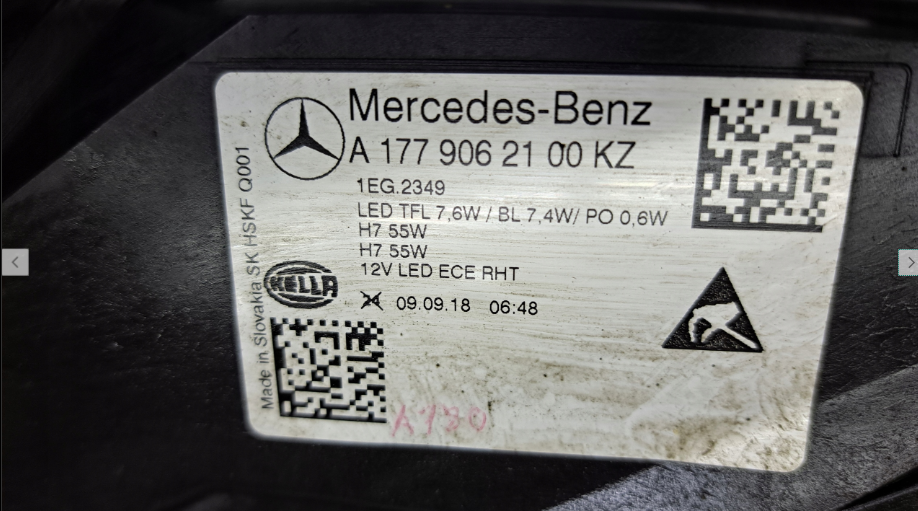 Mercedes-Benz
A 177 906 21 00 KZ
1EG.2349
LED TFL 7,6W / BL 7,4W/ PO 0,6W
H7 55W
H7 55W
12V LED ECE RHT
HELLA
09.09.18 06:48
Made in Slovakia SK HSKF Q001
A180